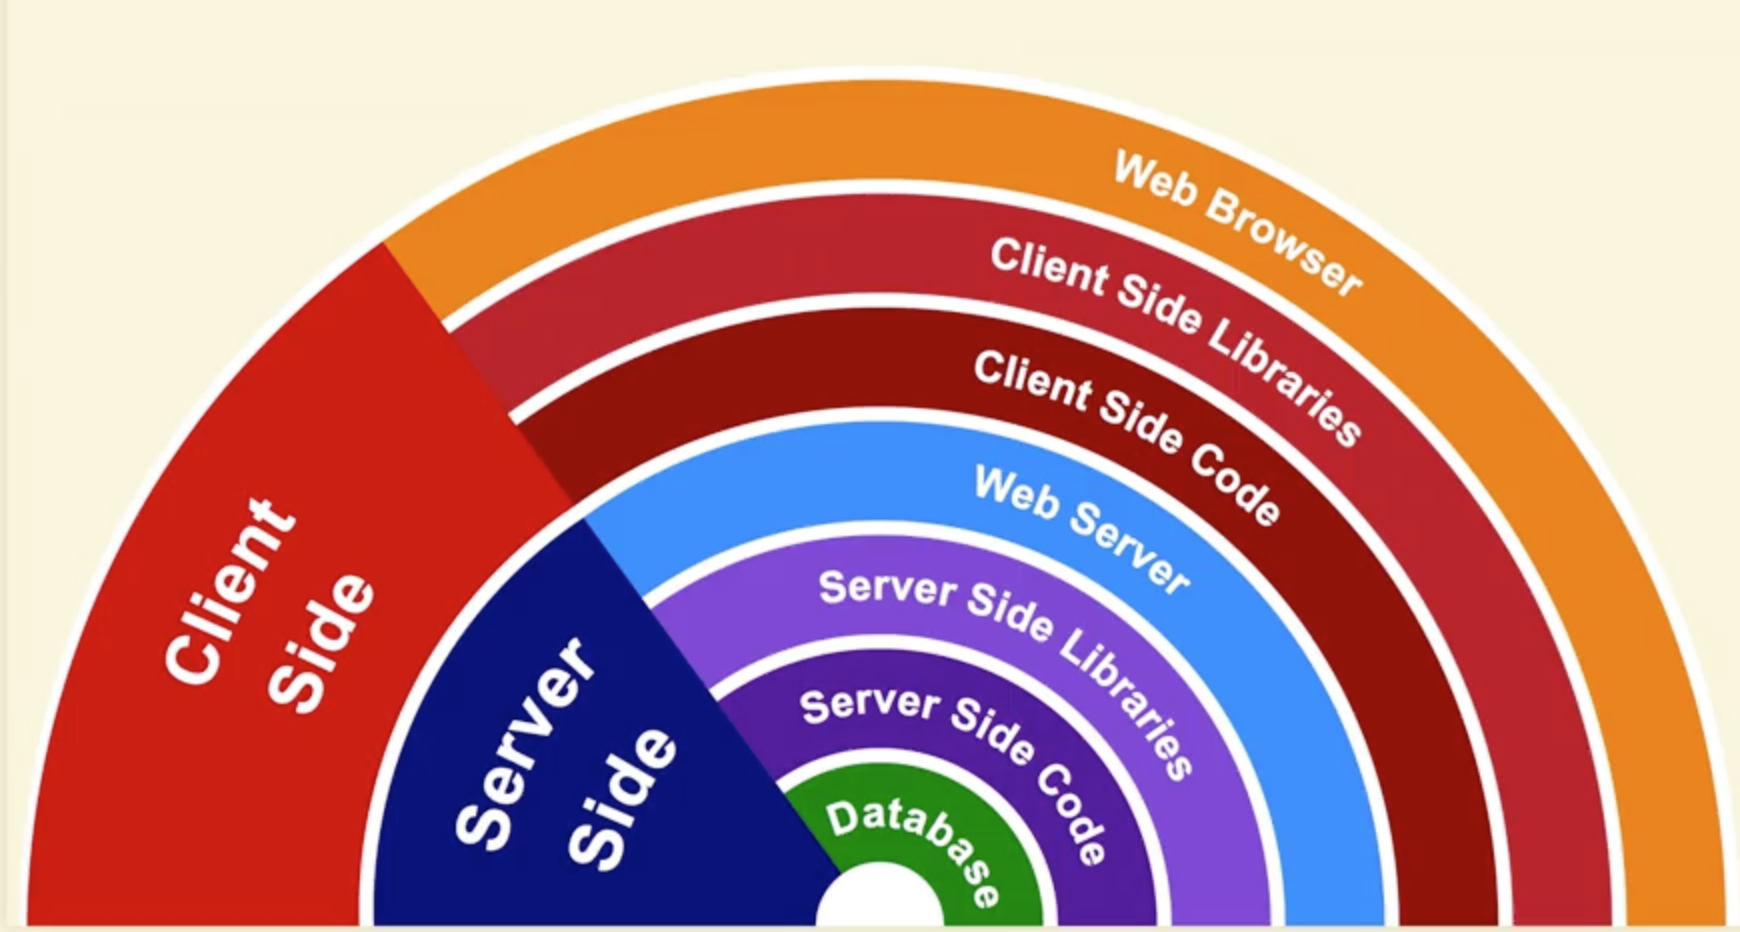 Web Browser
Client Side Libraries
Client Side Code
Web Server
Server Side Libraries
Server Side Code
Database
Client
Side
Server
Side